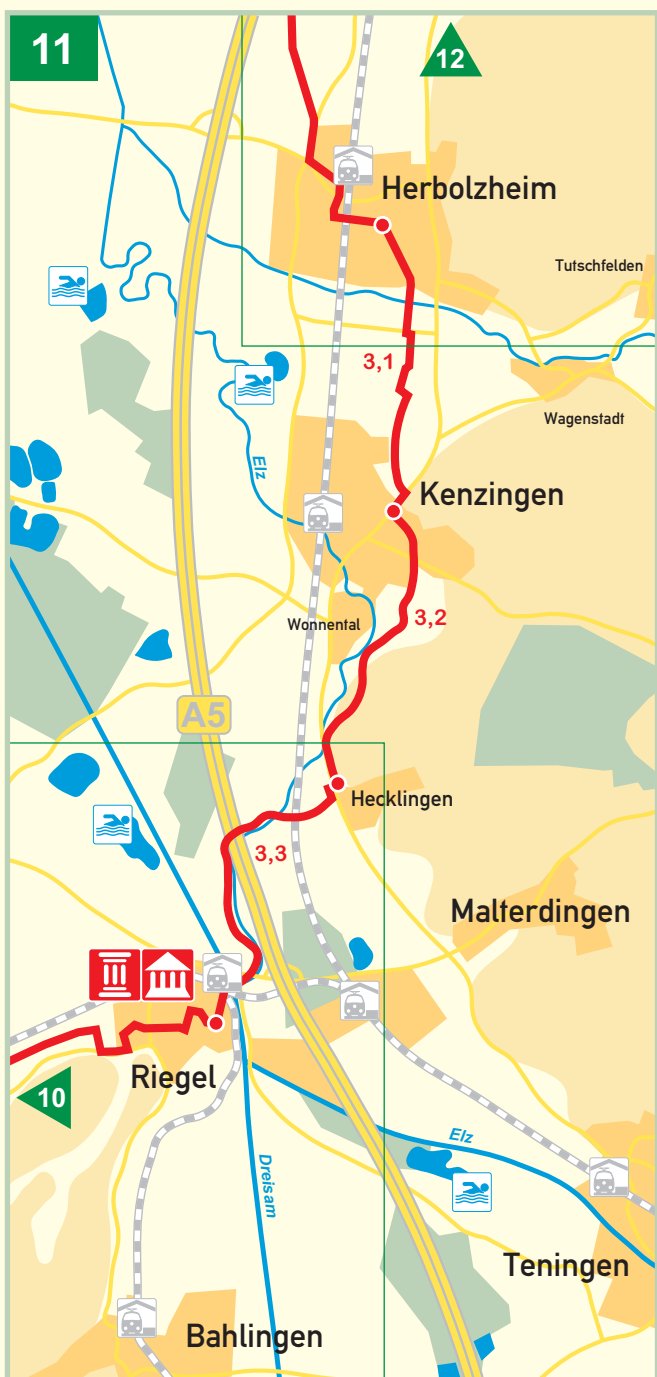 11
12
Herbolzheim
Tutschfelden
3,1
Wagenstadt
Elz
Kenzingen
Wonnental
3,2
A5
Hecklingen
3,3
Malterdingen
Riegel
10
Elz
Dreisam
Teningen
Bahlingen